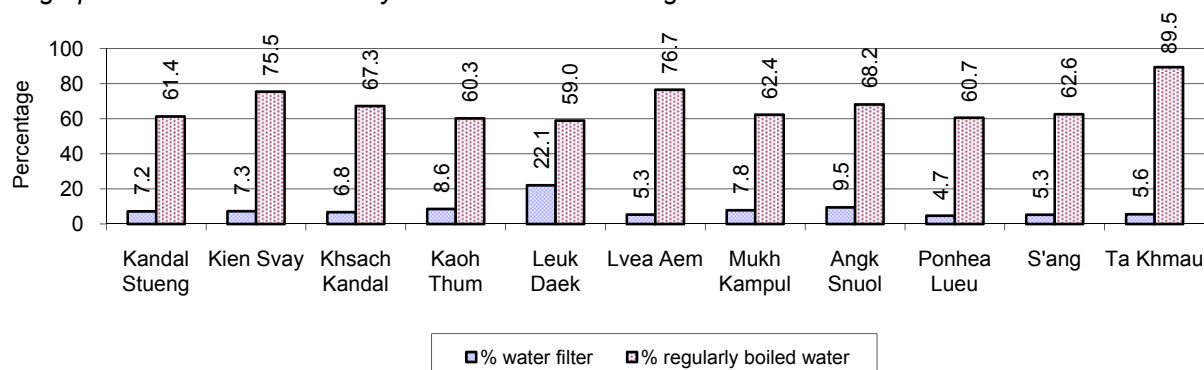 100
80
60
40
20
0
Percentage
7.2
61.4
7.3
75.5
6.8
67.3
8.6
60.3
22.1
59.0
5.3
76.7
7.8
62.4
9.5
68.2
4.7
60.7
5.3
62.6
5.6
89.5
Kandal
Stueng
Kien Svay
Khsach
Kandal
Kaoh
Thum
Leuk
Daek
Lvea Aem
Mukh
Kampul
Angk
Snuol
Ponhea
Lueu
S'ang
Ta Khmau
% water filter
% regularly boiled water